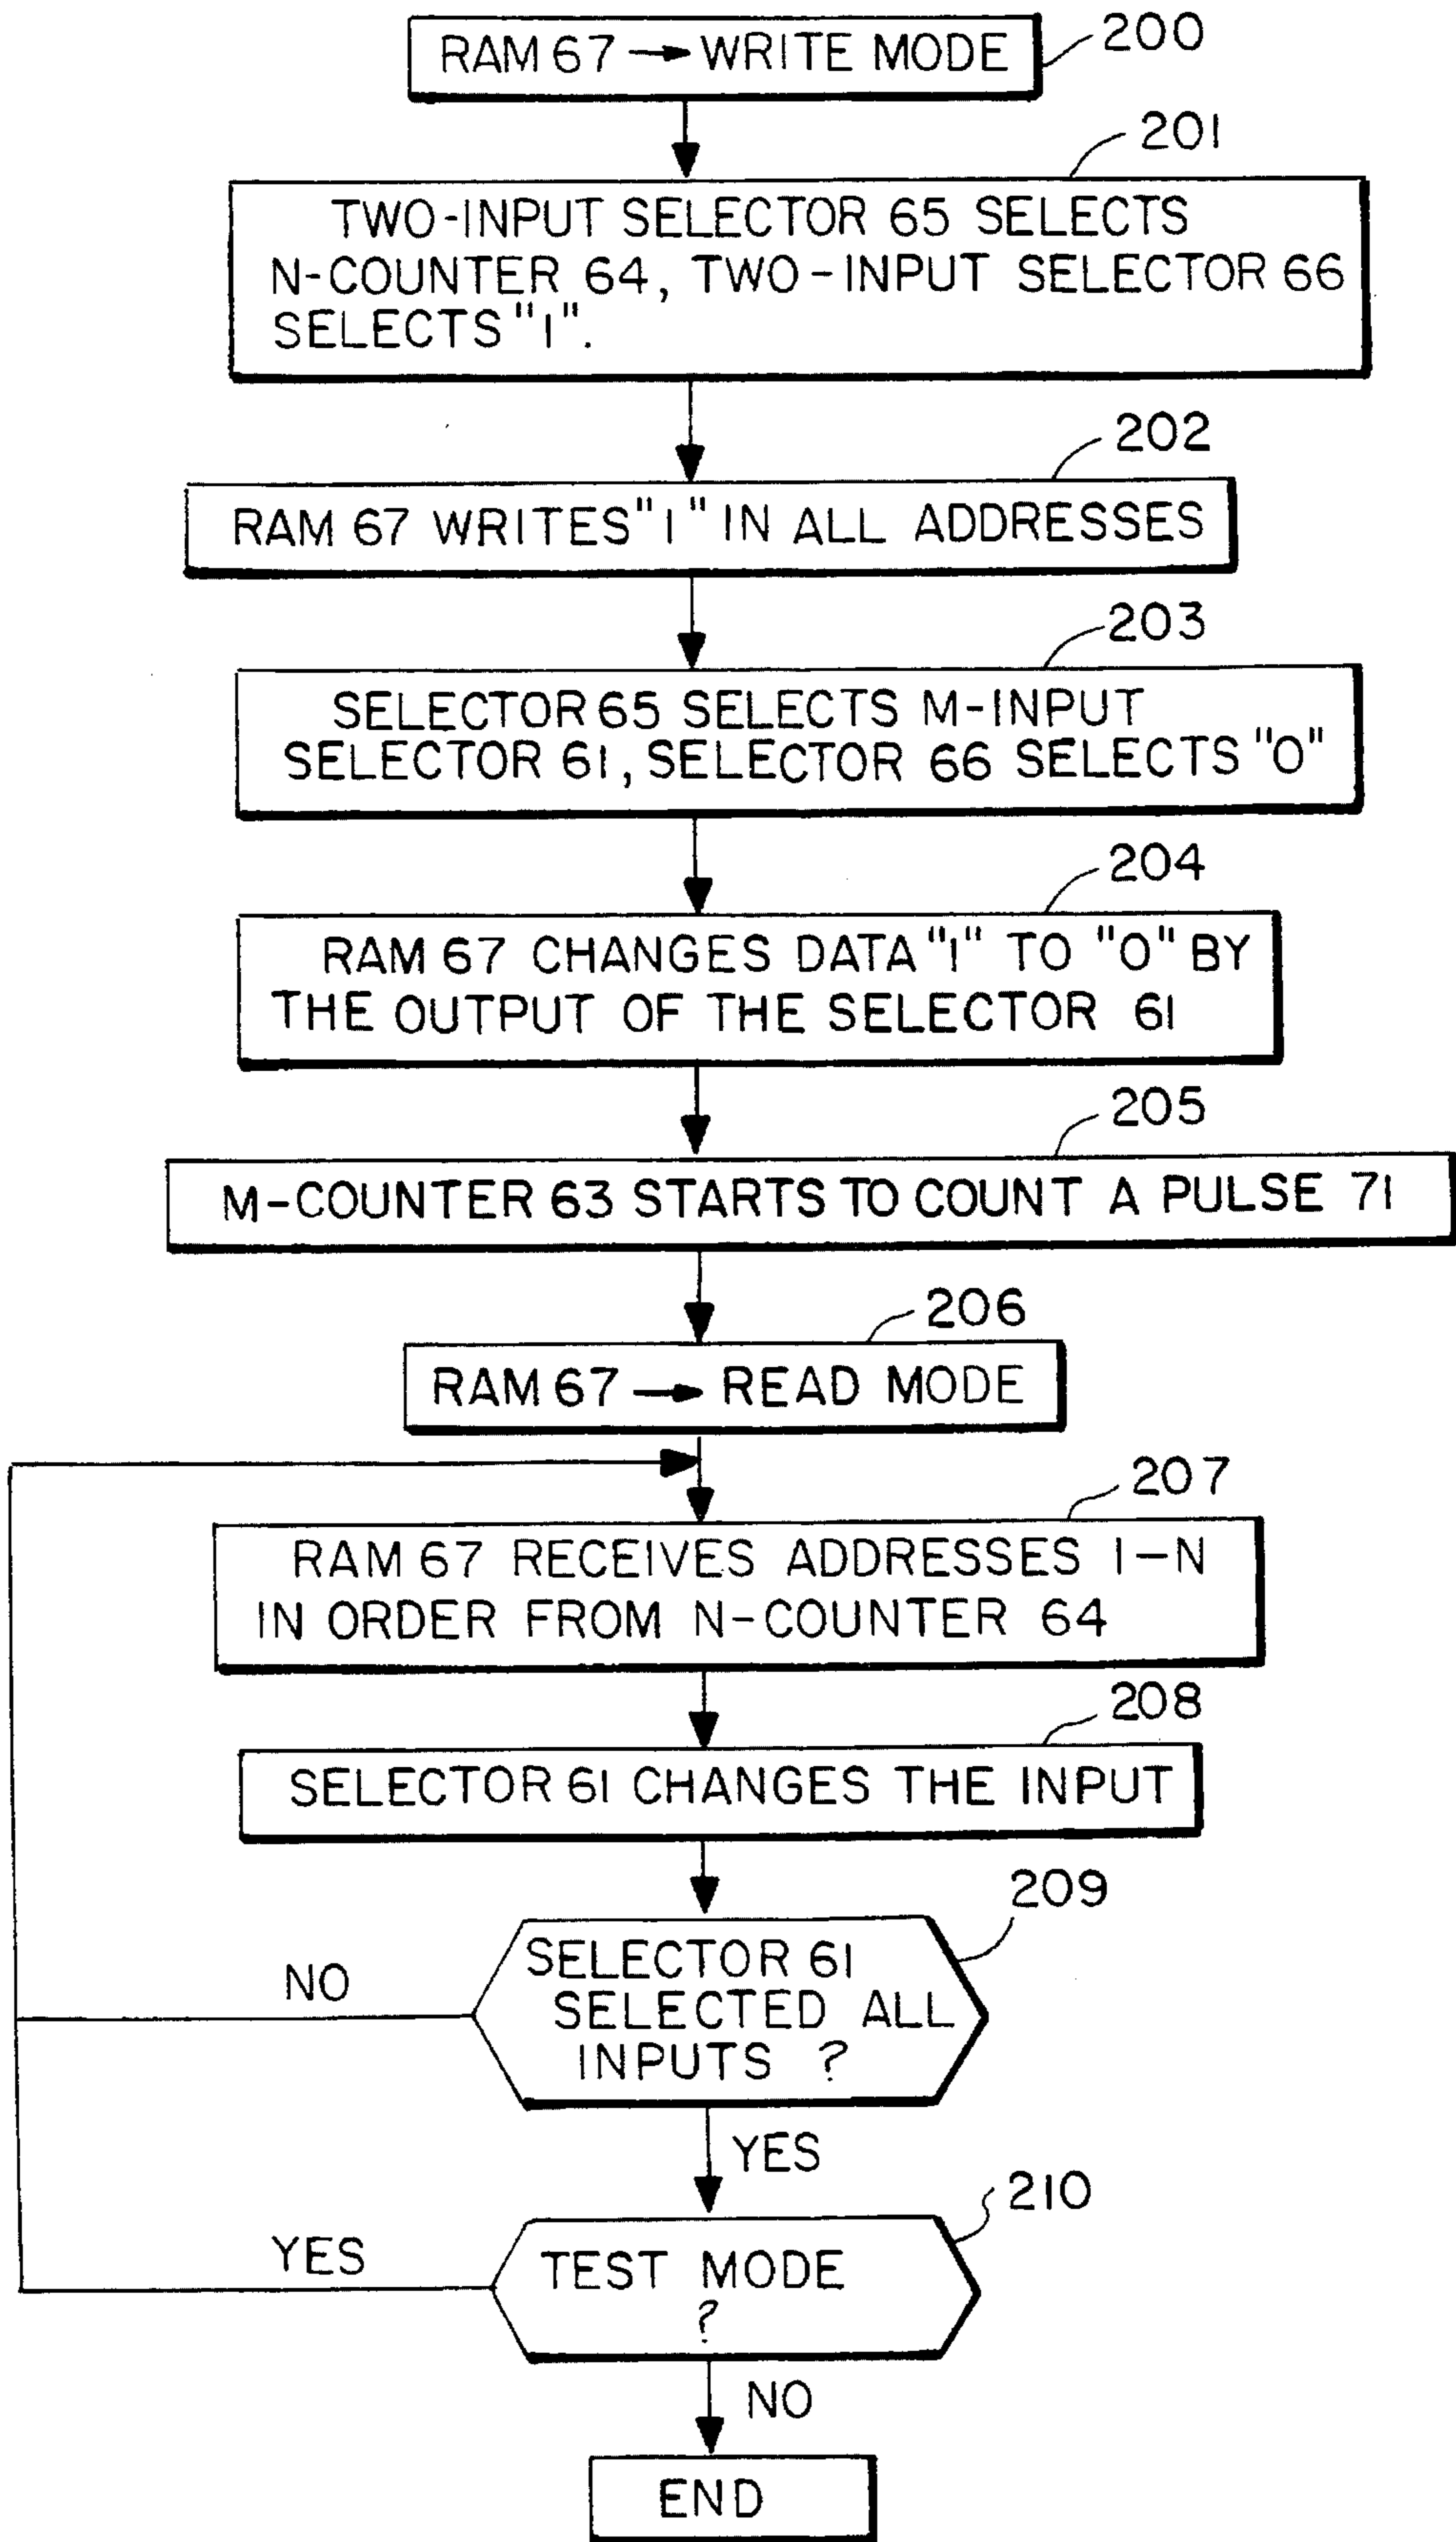 RAM 67 → WRITE MODE
200
201
TWO-INPUT SELECTOR 65 SELECTS
N-COUNTER 64, TWO-INPUT SELECTOR 66
SELECTS "1".
202
RAM 67 WRITES "1" IN ALL ADDRESSES
203
SELECTOR 65 SELECTS M-INPUT
SELECTOR 61, SELECTOR 66 SELECTS "0"
204
RAM 67 CHANGES DATA "1" TO "0" BY
THE OUTPUT OF THE SELECTOR 61
205
M-COUNTER 63 STARTS TO COUNT A PULSE 71
206
RAM 67 → READ MODE
207
RAM 67 RECEIVES ADDRESSES 1-N
IN ORDER FROM N-COUNTER 64
208
SELECTOR 61 CHANGES THE INPUT
209
SELECTOR 61
SELECTED ALL
INPUTS ?
NO
YES
210
TEST MODE
?
YES
NO
END